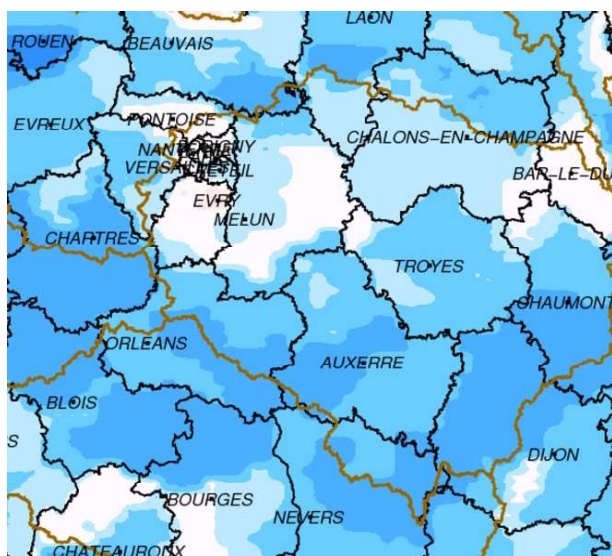 LAON
ROUEN
BEAUVAIS
EVREUX
PONTOISE
CHALONS-EN-CHAMPAGNE
BAR-LE-DU
EVRY
MELUN
CHARTRES
TROYES
CHAUMONT
ORLEANS
AUXERRE
BLOIS
S
DIJON
BOURGES
NEVERS
CHATEAUROUX